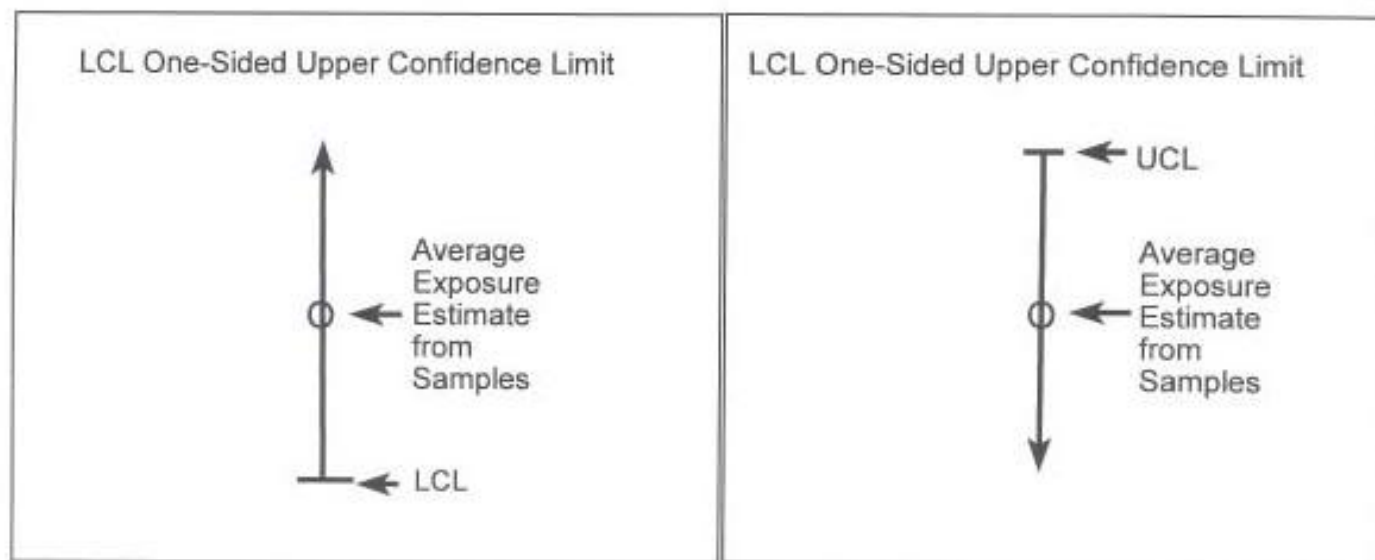 LCL One-Sided Upper Confidence Limit
Average
Exposure
Estimate
from
Samples
LCL
LCL One-Sided Upper Confidence Limit
UCL
Average
Exposure
Estimate
from
Samples